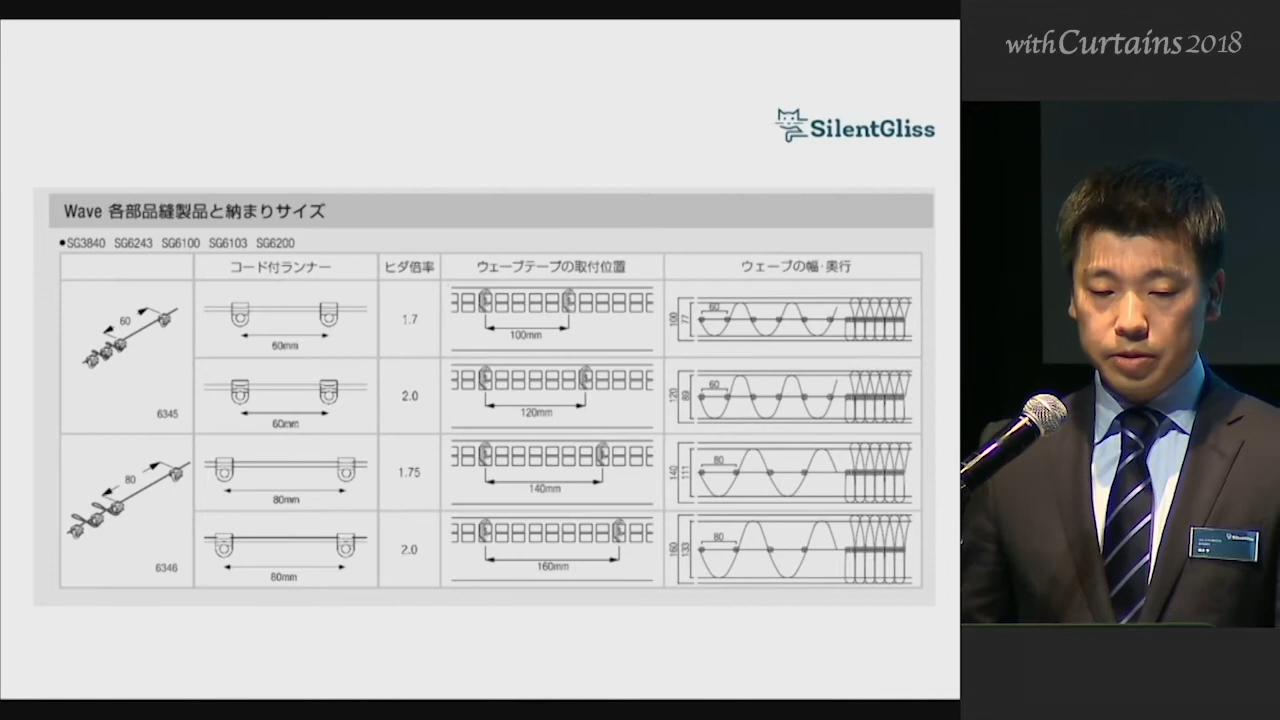 withCurtains2018
SilentGliss
Wave 各部品縫製品と納まりサイズ
●SG3840 SG6243 SG6100 SG6103 SG6200
コード付ランナー ヒダ倍率 ウェーブテープの取付位置 ウェーブの幅・奥行
60 60mm 1.7 100mm 100 77 60
6345 60mm 2.0 120mm 120 89 60
80 80mm 1.75 140mm 140 111 80
6346 80mm 2.0 160mm 160 133 80
SilentGliss